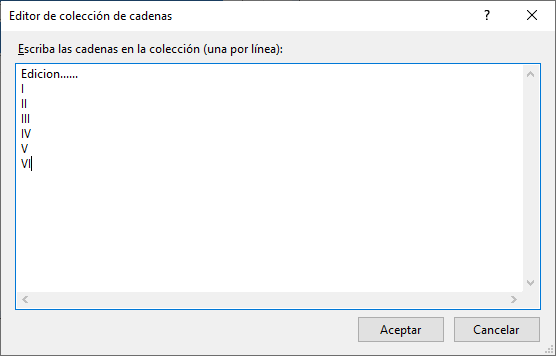 Editor de colección de cadenas
?
Escriba las cadenas en la colección (una por línea):
Edicion......
I
II
III
IV
V
VI
Aceptar
Cancelar